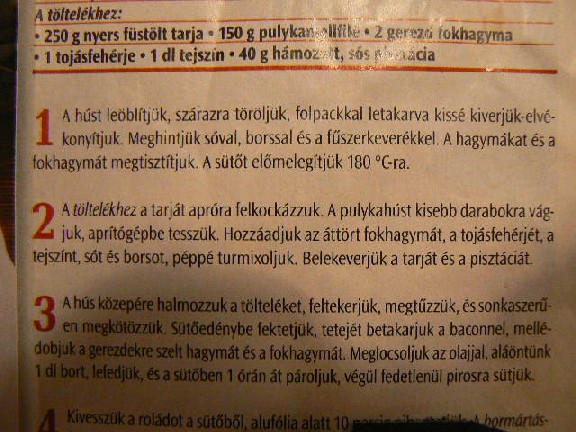 A töltelékhez:
• 250 g nyers füstölt tarja • 150 g pulykamellfilé • 2 gerezd fokhagyma
• 1 tojásfehérje • 1 dl tejszín • 40 g hámozott, sós pisztácia
1 A húst leöblítjük, szárazra töröljük, folpackkal letakarva kissé kiverjük-elvé-
konyítjuk. Meghintjük sóval, borssal és a fűszerkeverékkel. A hagymákat és a
fokhagymát megtisztítjuk. A sütőt előmelegítjük 180 °C-ra.
2 A töltelékhez a tarját apróra felkockázzuk. A pulykahúst kisebb darabokra vág-
juk, aprítógépbe tesszük. Hozzáadjuk az áttört fokhagymát, a tojásfehérjét, a
tejszínt, sót és borsot, péppé turmixoljuk. Belekeverjük a tarját és a pisztáciát.
3 A hús közepére halmozzuk a tölteléket, feltekerjük, megtűzzük, és sonkaszerű-
en megkötözzük. Sütőedénybe fektetjük, tetejét betakarjuk a baconnel, mellé-
dobjuk a gerezdekre szelt hagymát és a fokhagymát. Meglocsoljuk az olajjal, aláöntünk
1 dl bort, lefedjük, és a sütőben 1 órán át pároljuk, végül fedetlenül pirosra sütjük.
4 Kivesszük a roládot a sütőből, alufólia alatt 10 A bormártás-